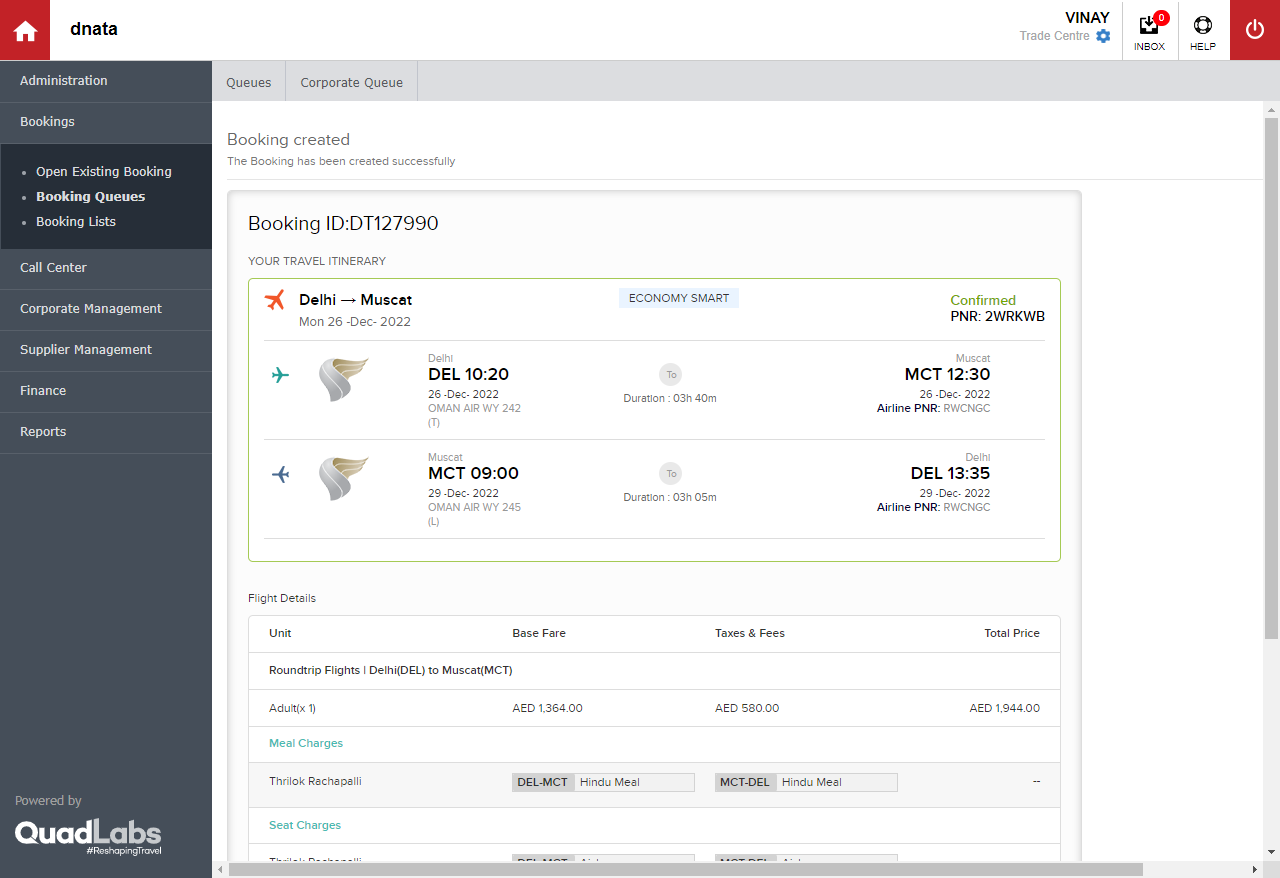 dnata
VINAY
Trade Centre
0
INBOX
HELP
Administration
Bookings
Open Existing Booking
Booking Queues
Booking Lists
Call Center
Corporate Management
Supplier Management
Finance
Reports
Powered by
QuadLabs
#ReshapingTravel
Queues
Corporate Queue
Booking created
The Booking has been created successfully
Booking ID:DT127990
YOUR TRAVEL ITINERARY
Delhi → Muscat
ECONOMY SMART
Confirmed
Mon 26 -Dec- 2022
PNR: 2WRKWB
Delhi
Muscat
DEL 10:20
To
MCT 12:30
26 -Dec- 2022
Duration : 03h 40m
26 -Dec- 2022
OMAN AIR WY 242
Airline PNR: RWCNGC
(T)
Muscat
Delhi
MCT 09:00
To
DEL 13:35
29 -Dec- 2022
Duration : 03h 05m
29 -Dec- 2022
OMAN AIR WY 245
Airline PNR: RWCNGC
(L)
Flight Details
Unit Base Fare Taxes & Fees Total Price
Roundtrip Flights | Delhi(DEL) to Muscat(MCT)
Adult(x 1) AED 1,364.00 AED 580.00 AED 1,944.00
Meal Charges
Thrilok Rachapalli DEL-MCT Hindu Meal MCT-DEL Hindu Meal --
Seat Charges
Thrilok Rachapalli DEL-MCT MCT-DEL